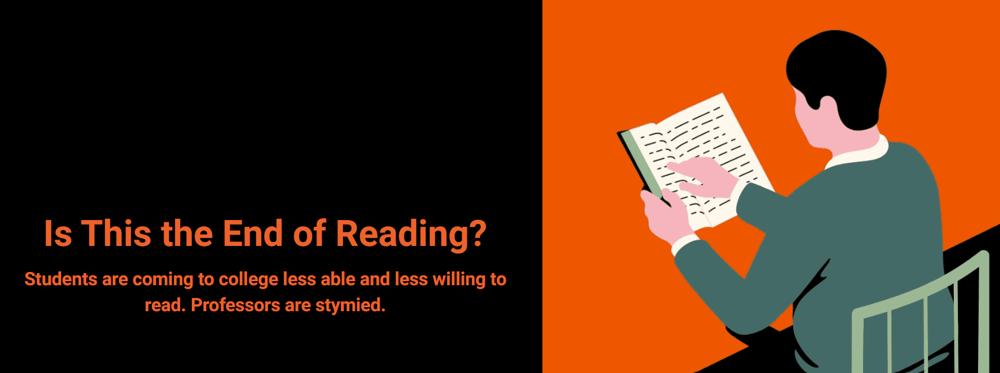 Is This the End of Reading?
Students are coming to college less able and less willing to
read. Professors are stymied.